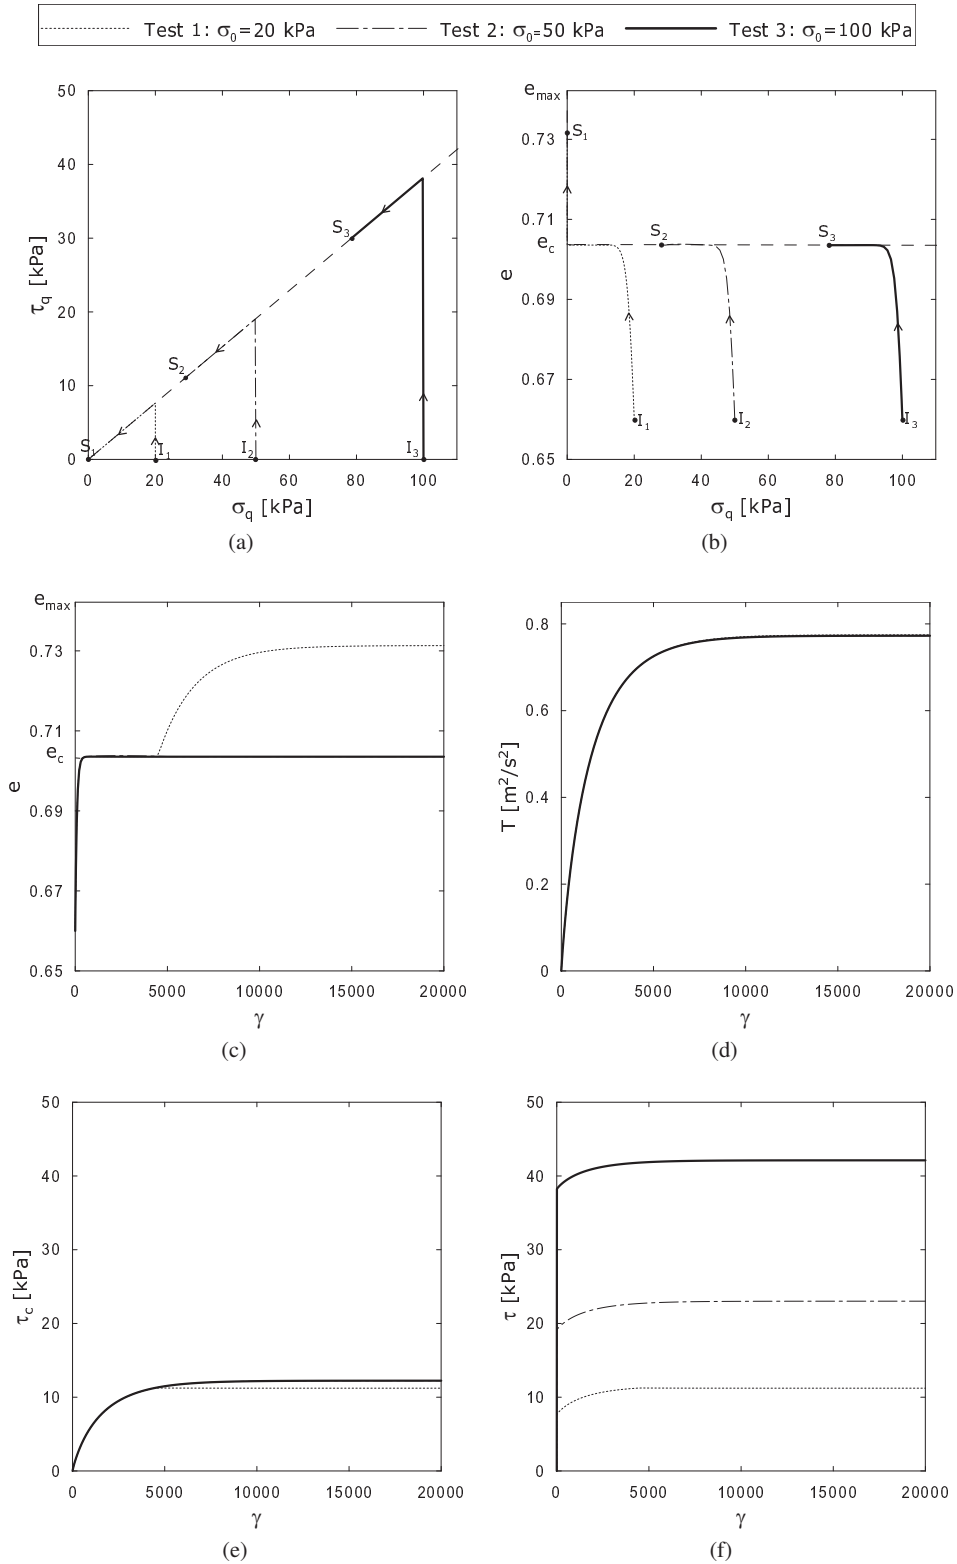 Test 1: σ0=20 kPa Test 2: σ0=50 kPa Test 3: σ0=100 kPa
50
40
30
20
10
0
τq [kPa]
S3
S2
S1
I1
I2
I3
0 20 40 60 80 100
σq [kPa]
(a)
emax
0.73
0.71
ec
0.69
0.67
0.65
e
S1
S2
S3
I1
I2
I3
0 20 40 60 80 100
σq [kPa]
(b)
emax
0.73
0.71
ec
0.69
0.67
0.65
e
0 5000 10000 15000 20000
γ
(c)
0.8
0.6
0.4
0.2
0
T [m2/s2]
0 5000 10000 15000 20000
γ
(d)
50
40
30
20
10
0
τc [kPa]
0 5000 10000 15000 20000
γ
(e)
50
40
30
20
10
0
τ [kPa]
0 5000 10000 15000 20000
γ
(f)